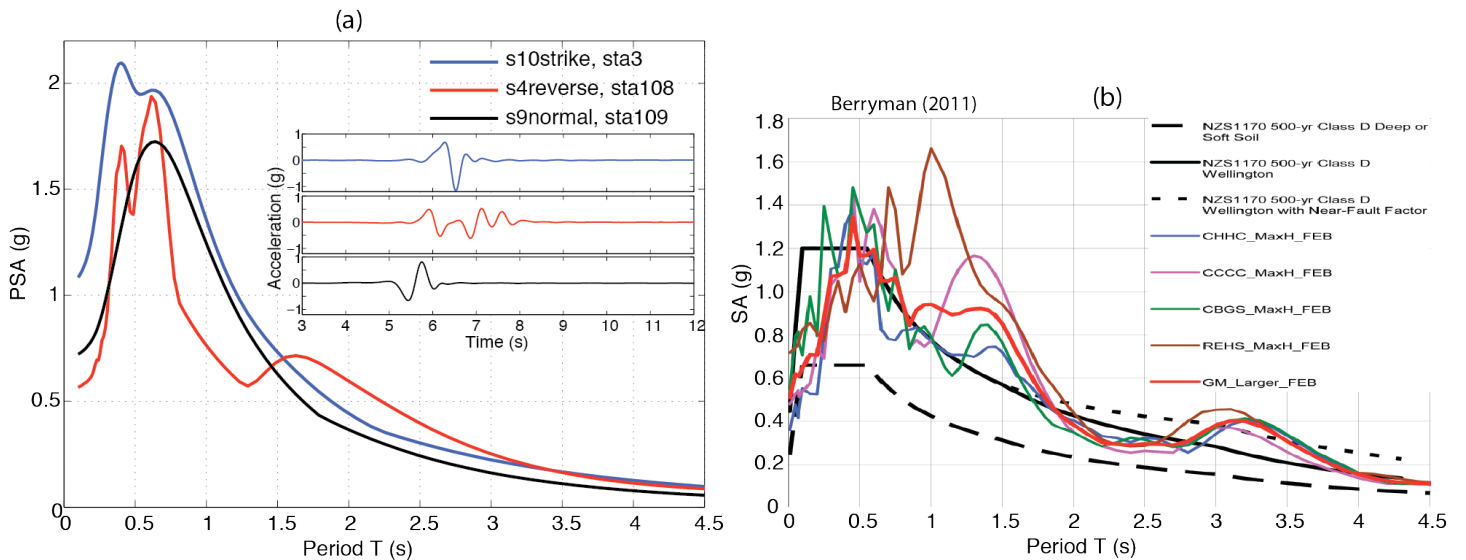 (a)
PSA (g)
2
1.5
1
0.5
0
0
0.5
1
1.5
2
2.5
3
3.5
4
4.5
Period T (s)
s10strike, sta3
s4reverse, sta108
s9normal, sta109
Acceleration (g)
1
0
−1
1
0
−1
1
0
−1
3
4
5
6
7
8
9
10
11
12
Time (s)
Berryman (2011)
(b)
SA (g)
1.8
1.6
1.4
1.2
1.0
0.8
0.6
0.4
0.2
0
0
0.5
1
1.5
2
2.5
3.5
3.5
4
4.5
Period T (s)
NZS1170 500-yr Class D Deep or
Soft Soil
NZS1170 500-yr Class D
Wellington
NZS1170 500-yr Class D
Wellington with Near-Fault Factor
CHHC_MaxH_FEB
CCCC_MaxH_FEB
CBGS_MaxH_FEB
REHS_MaxH_FEB
GM_Larger_FEB